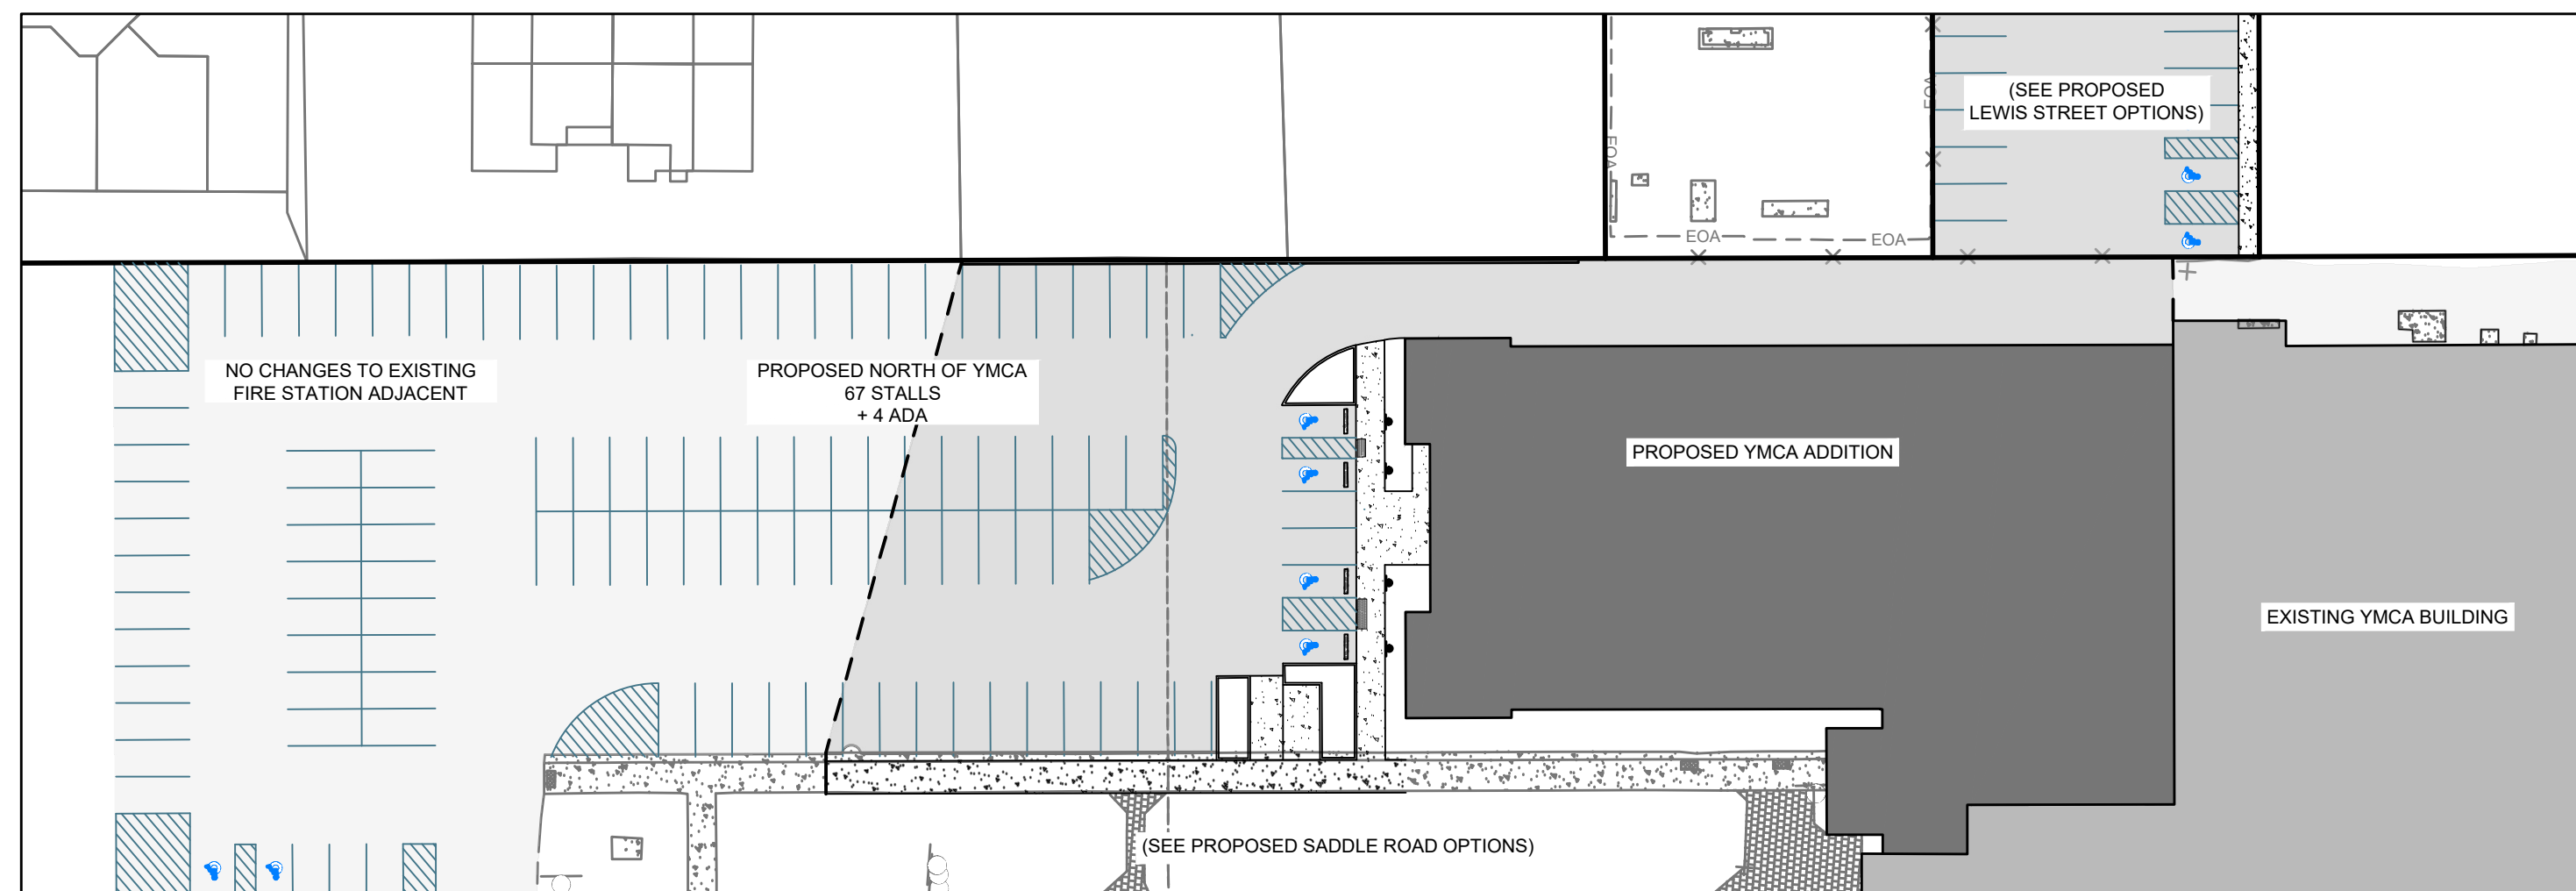 (SEE PROPOSED
LEWIS STREET OPTIONS)
EOA
EOA
EOA
EOA
NO CHANGES TO EXISTING
FIRE STATION ADJACENT
PROPOSED NORTH OF YMCA
67 STALLS
+ 4 ADA
PROPOSED YMCA ADDITION
EXISTING YMCA BUILDING
(SEE PROPOSED SADDLE ROAD OPTIONS)